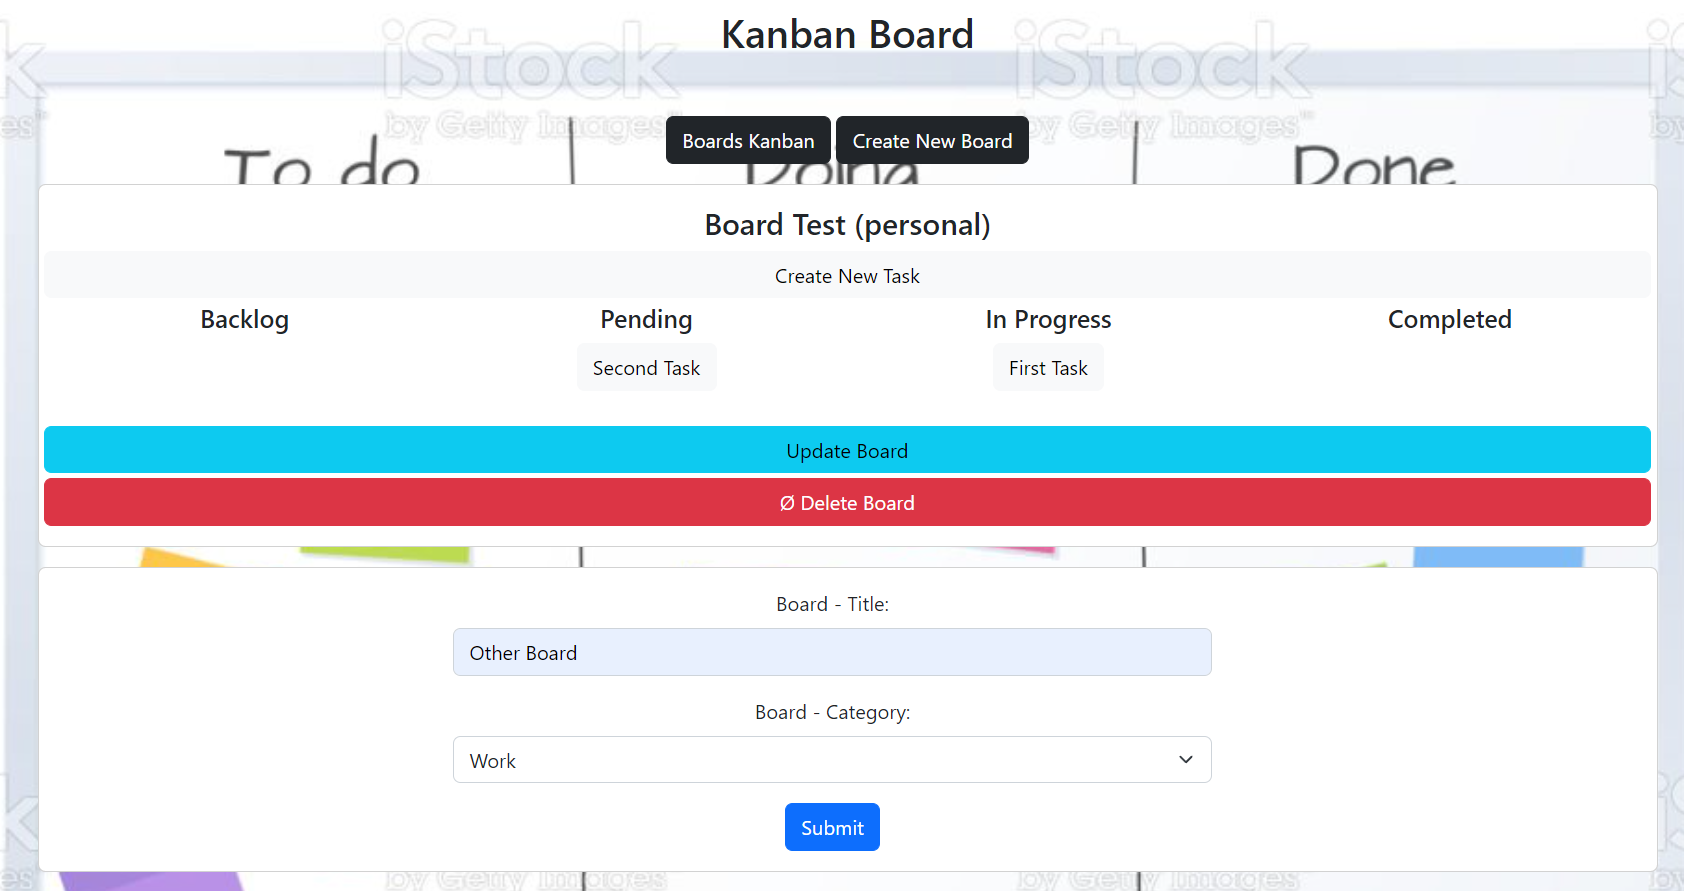 Kanban Board
iStock iStock
by Getty Images™ by Getty Images™
Boards Kanban Create New Board
To do Doing Done
Board Test (personal)
Create New Task
Backlog Pending In Progress Completed
Second Task First Task
Update Board
Ø Delete Board
Board - Title:
Other Board
Board - Category:
Work
Submit
by Getty Images by Getty Images